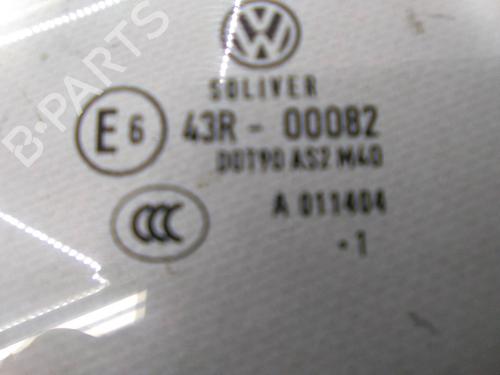 VW
SOLIVER
E6 43R - 00082
DOT90 AS2 M40
CCC A 011404
·1
B·PARTS